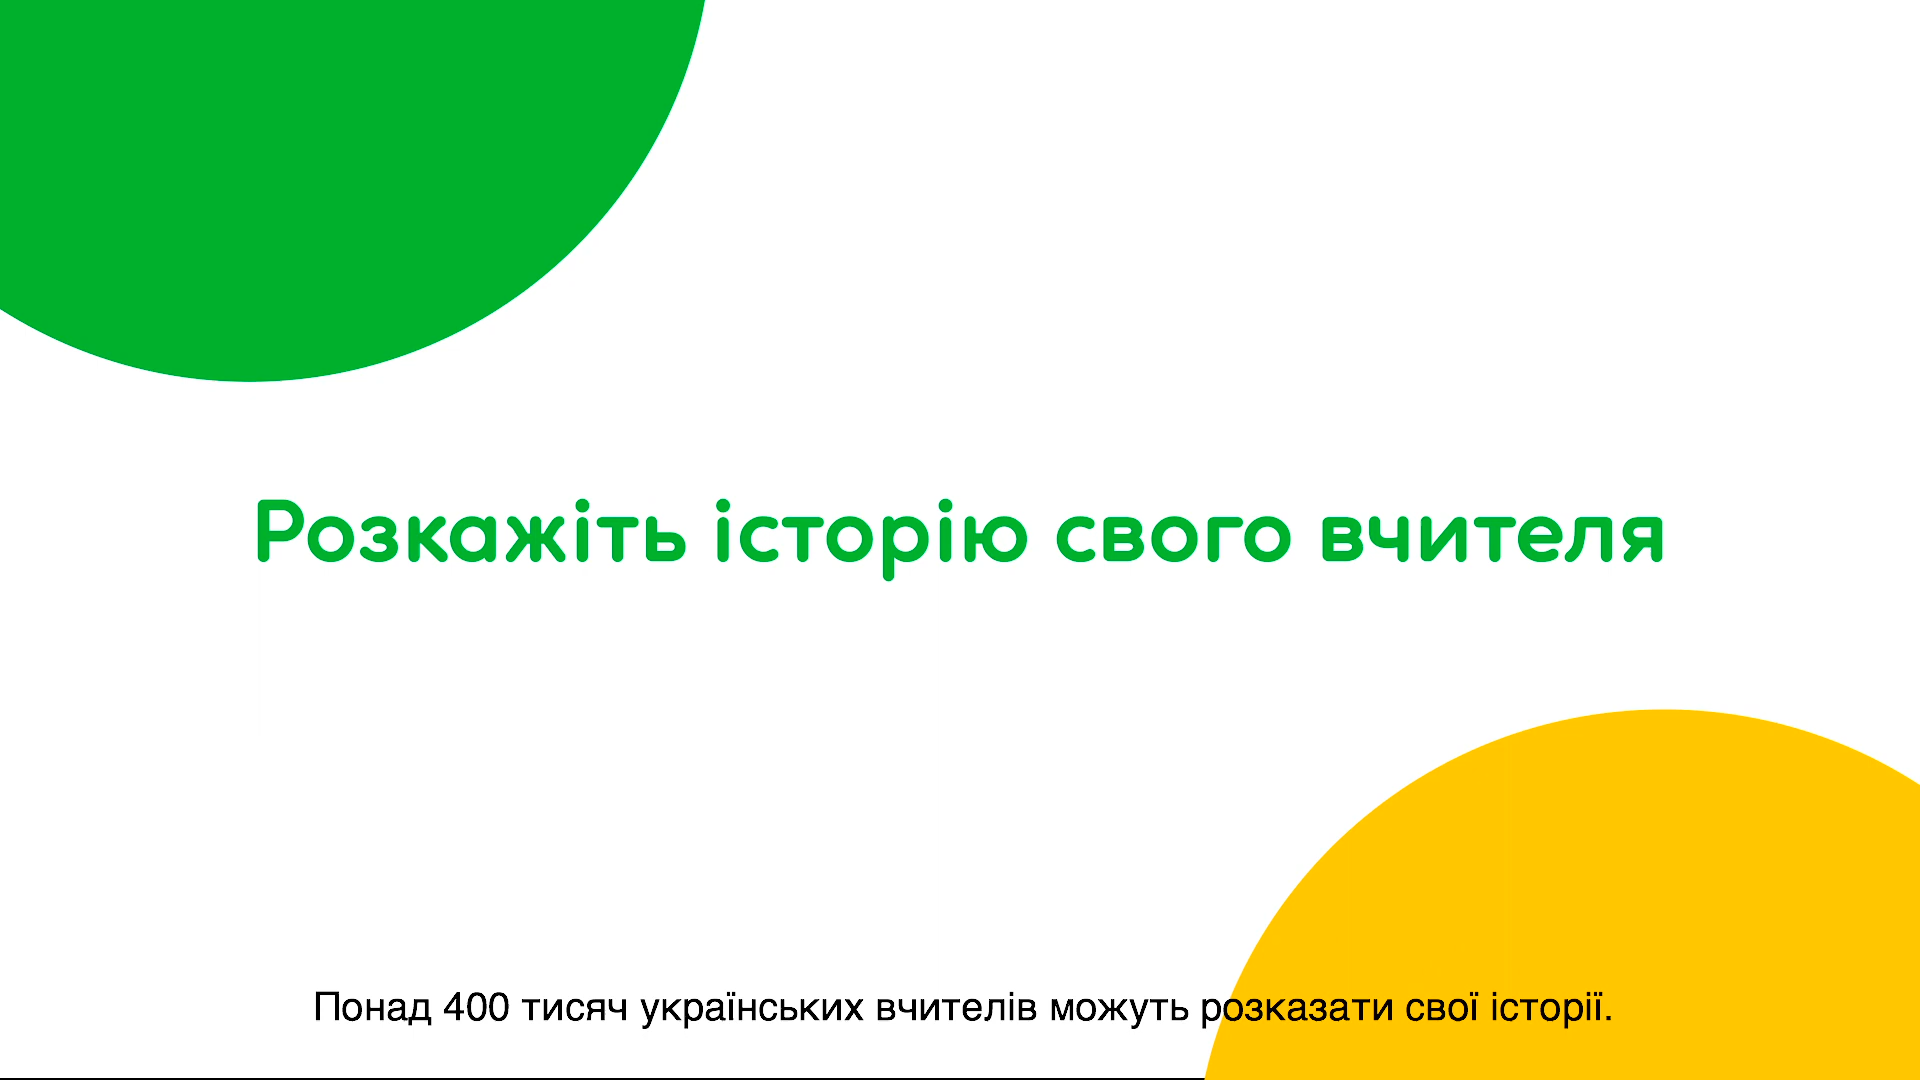 Розкажіть історію свого вчителя
Понад 400 тисяч українських вчителів можуть розказати свої історії.